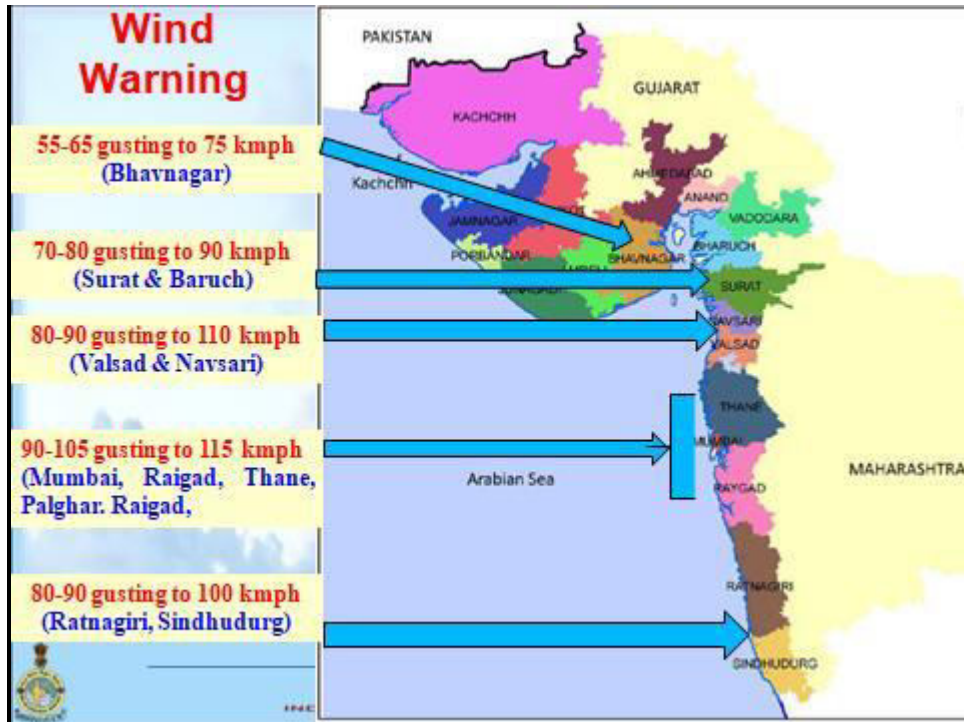 Wind
Warning
55-65 gusting to 75 kmph
(Bhavnagar)
70-80 gusting to 90 kmph
(Surat & Baruch)
80-90 gusting to 110 kmph
(Valsad & Navsari)
90-105 gusting to 115 kmph
(Mumbai, Raigad, Thane,
Palghar. Raigad,
80-90 gusting to 100 kmph
(Ratnagiri, Sindhudurg)
PAKISTAN
GUJARAT
KACHCHH
AHMEDABAD
Kachchh
ANAND
JAMNAGAR
VADODARA
BHARUCH
PORBANDAR
BHAVNAGAR
SURAT
NAVSARI
VALSAD
THANE
MUMBAI
MAHARASHTRA
Arabian Sea
RAYGAD
RATNAGIRI
SINDHUDURG